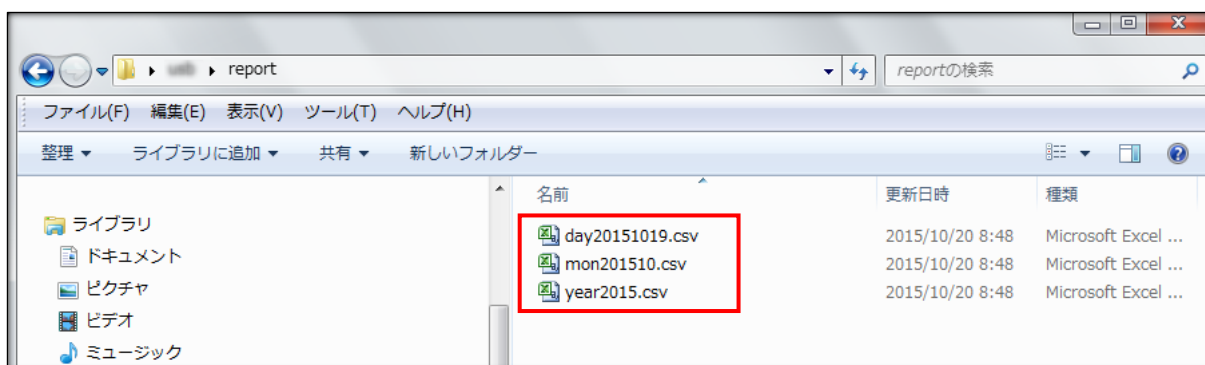 report
reportの検索
ファイル(F) 編集(E) 表示(V) ツール(T) ヘルプ(H)
整理 ライブラリに追加 共有 新しいフォルダー
名前 更新日時 種類
ライブラリ
ドキュメント
ピクチャ
ビデオ
ミュージック
day20151019.csv 2015/10/20 8:48 Microsoft Excel ...
mon201510.csv 2015/10/20 8:48 Microsoft Excel ...
year2015.csv 2015/10/20 8:48 Microsoft Excel ...